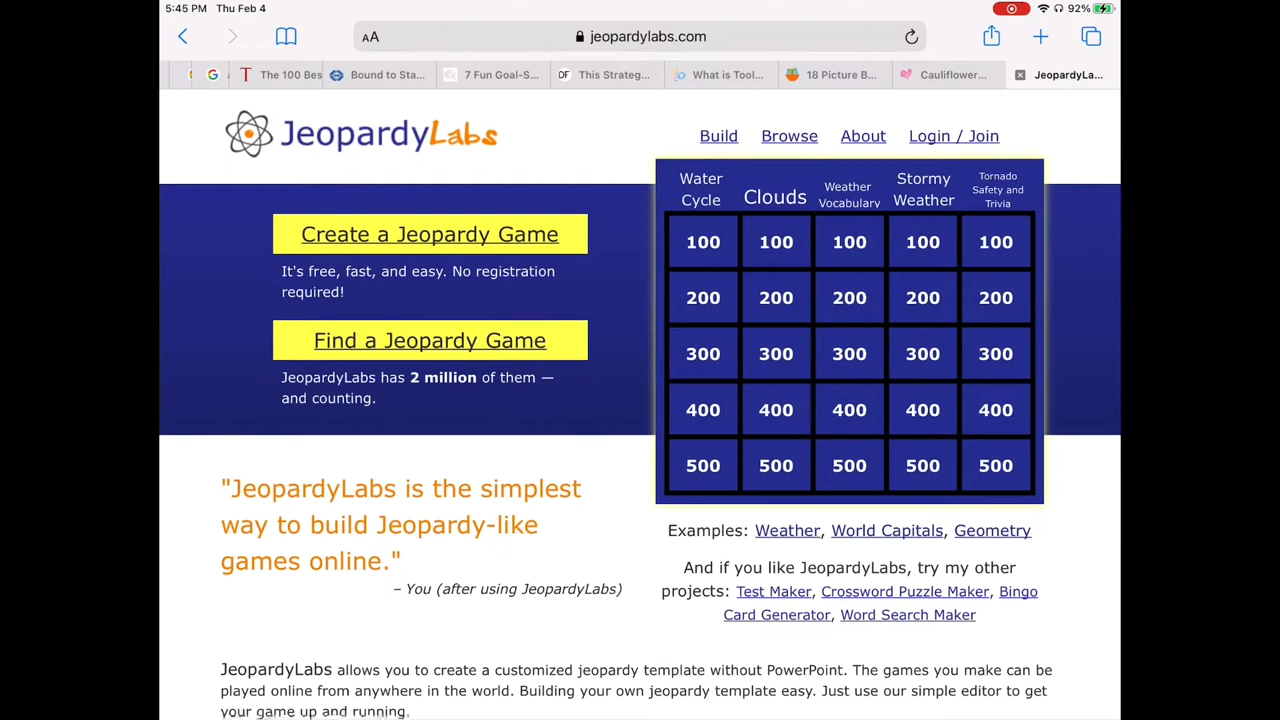 5:45 PM Thu Feb 4
92%
AA
jeopardylabs.com
The 100 Bes
Bound to Sta...
7 Fun Goal-S...
This Strateg...
What is Tool...
18 Picture B...
Cauliflower...
JeopardyLa...
JeopardyLabs
Build Browse About Login / Join
Create a Jeopardy Game
It's free, fast, and easy. No registration
required!
Find a Jeopardy Game
JeopardyLabs has 2 million of them —
and counting.
Water
Cycle
Clouds
Weather
Vocabulary
Stormy
Weather
Tornado
Safety and
Trivia
100 100 100 100 100
200 200 200 200 200
300 300 300 300 300
400 400 400 400 400
500 500 500 500 500
"JeopardyLabs is the simplest
way to build Jeopardy-like
games online."
– You (after using JeopardyLabs)
Examples: Weather, World Capitals, Geometry
And if you like JeopardyLabs, try my other
projects: Test Maker, Crossword Puzzle Maker, Bingo
Card Generator, Word Search Maker
JeopardyLabs allows you to create a customized jeopardy template without PowerPoint. The games you make can be
played online from anywhere in the world. Building your own jeopardy template easy. Just use our simple editor to get
your game up and running.